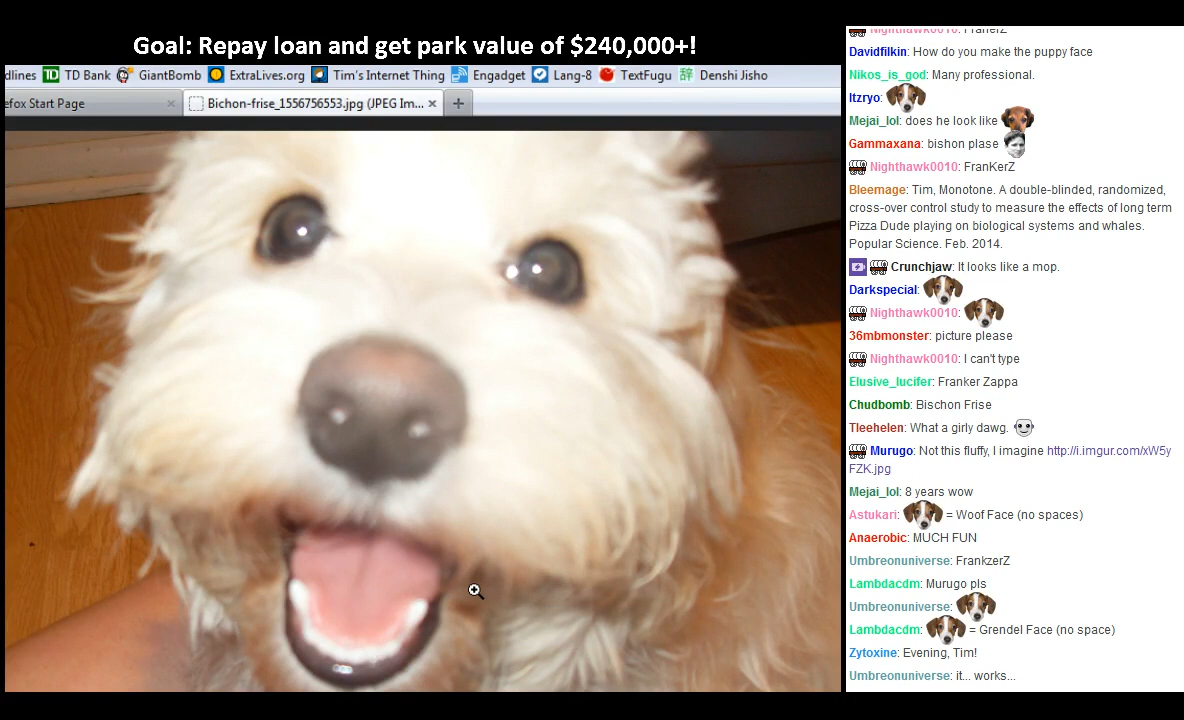 Goal: Repay loan and get park value of $240,000+!
dlines TD TD Bank GiantBomb ExtraLives.org Tim's Internet Thing Engadget Lang-8 TextFugu 辞 Denshi Jisho
efox Start Page × Bichon-frise_1556756553.jpg (JPEG Im... × +
Nighthawk0010: FranferZ
Davidfilkin: How do you make the puppy face
Nikos_is_god: Many professional.
Itzryo:
Mejai_lol: does he look like
Gammaxana: bishon plase
Nighthawk0010: FranKerZ
Bleemage: Tim, Monotone. A double-blinded, randomized,
cross-over control study to measure the effects of long term
Pizza Dude playing on biological systems and whales.
Popular Science. Feb. 2014.
Crunchjaw: It looks like a mop.
Darkspecial:
Nighthawk0010:
36mbmonster: picture please
Nighthawk0010: I can't type
Elusive_lucifer: Franker Zappa
Chudbomb: Bischon Frise
Tleehelen: What a girly dawg.
Murugo: Not this fluffy, I imagine http://i.imgur.com/xW5y
FZK.jpg
Mejai_lol: 8 years wow
Astukari: = Woof Face (no spaces)
Anaerobic: MUCH FUN
Umbreonuniverse: FrankzerZ
Lambdacdm: Murugo pls
Umbreonuniverse:
Lambdacdm: = Grendel Face (no space)
Zytoxine: Evening, Tim!
Umbreonuniverse: it... works...